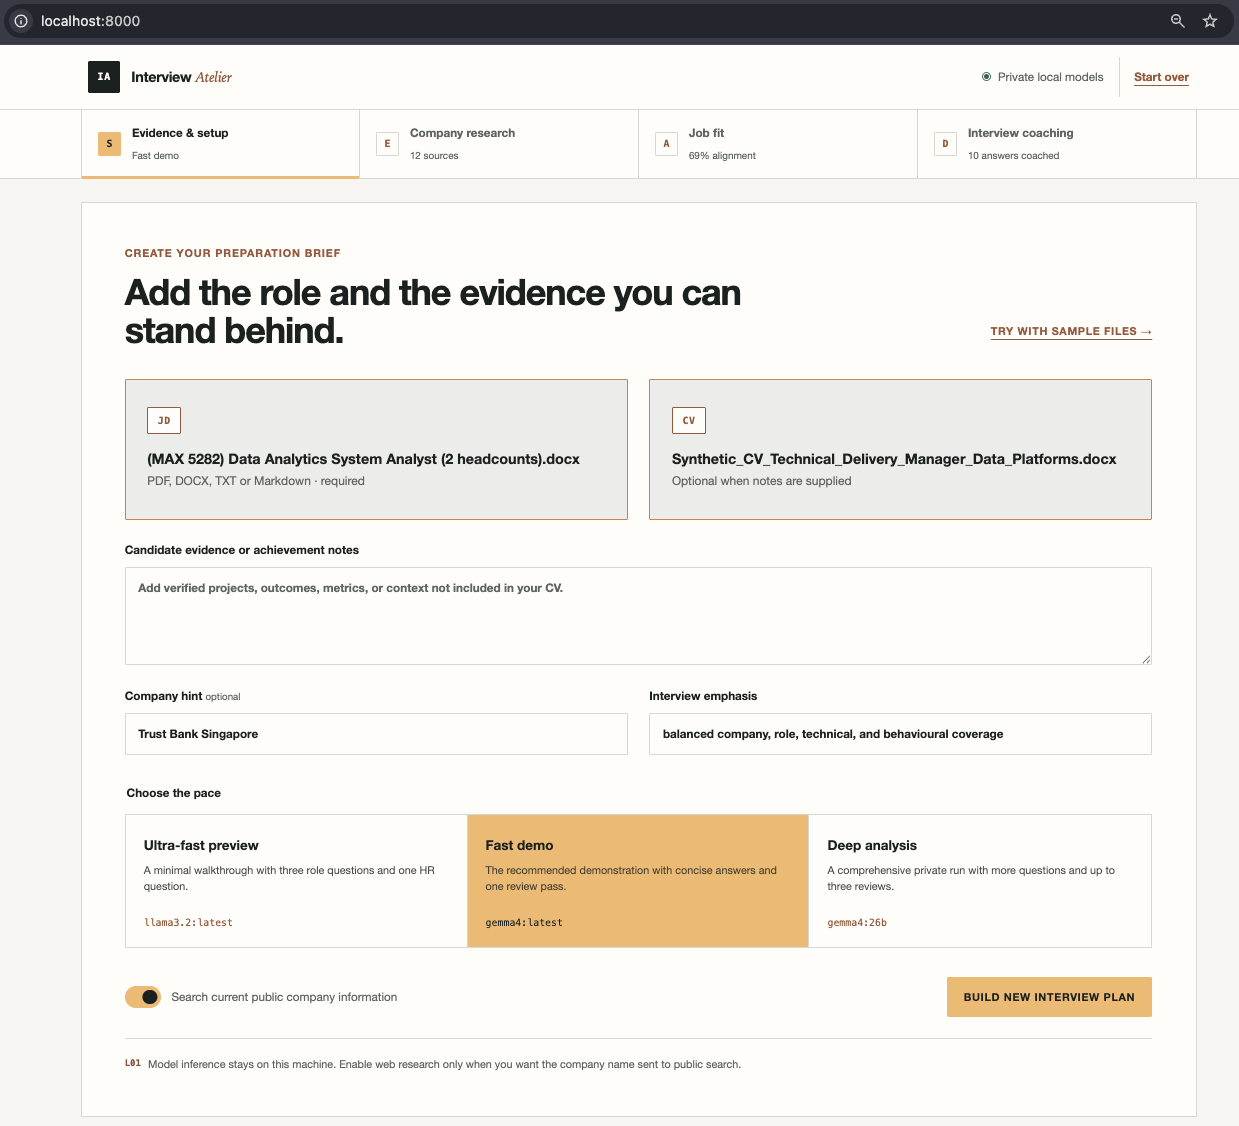 localhost:8000
IA
Interview Atelier
Private local models
Start over
S
Evidence & setup
Fast demo
E
Company research
12 sources
A
Job fit
69% alignment
D
Interview coaching
10 answers coached
CREATE YOUR PREPARATION BRIEF
Add the role and the evidence you can
stand behind.
TRY WITH SAMPLE FILES →
JD
(MAX 5282) Data Analytics System Analyst (2 headcounts).docx
PDF, DOCX, TXT or Markdown · required
CV
Synthetic_CV_Technical_Delivery_Manager_Data_Platforms.docx
Optional when notes are supplied
Candidate evidence or achievement notes
Add verified projects, outcomes, metrics, or context not included in your CV.
Company hint optional
Trust Bank Singapore
Interview emphasis
balanced company, role, technical, and behavioural coverage
Choose the pace
Ultra-fast preview
A minimal walkthrough with three role questions and one HR
question.
llama3.2:latest
Fast demo
The recommended demonstration with concise answers and
one review pass.
gemma4:latest
Deep analysis
A comprehensive private run with more questions and up to
three reviews.
gemma4:26b
Search current public company information
BUILD NEW INTERVIEW PLAN
L01 Model inference stays on this machine. Enable web research only when you want the company name sent to public search.